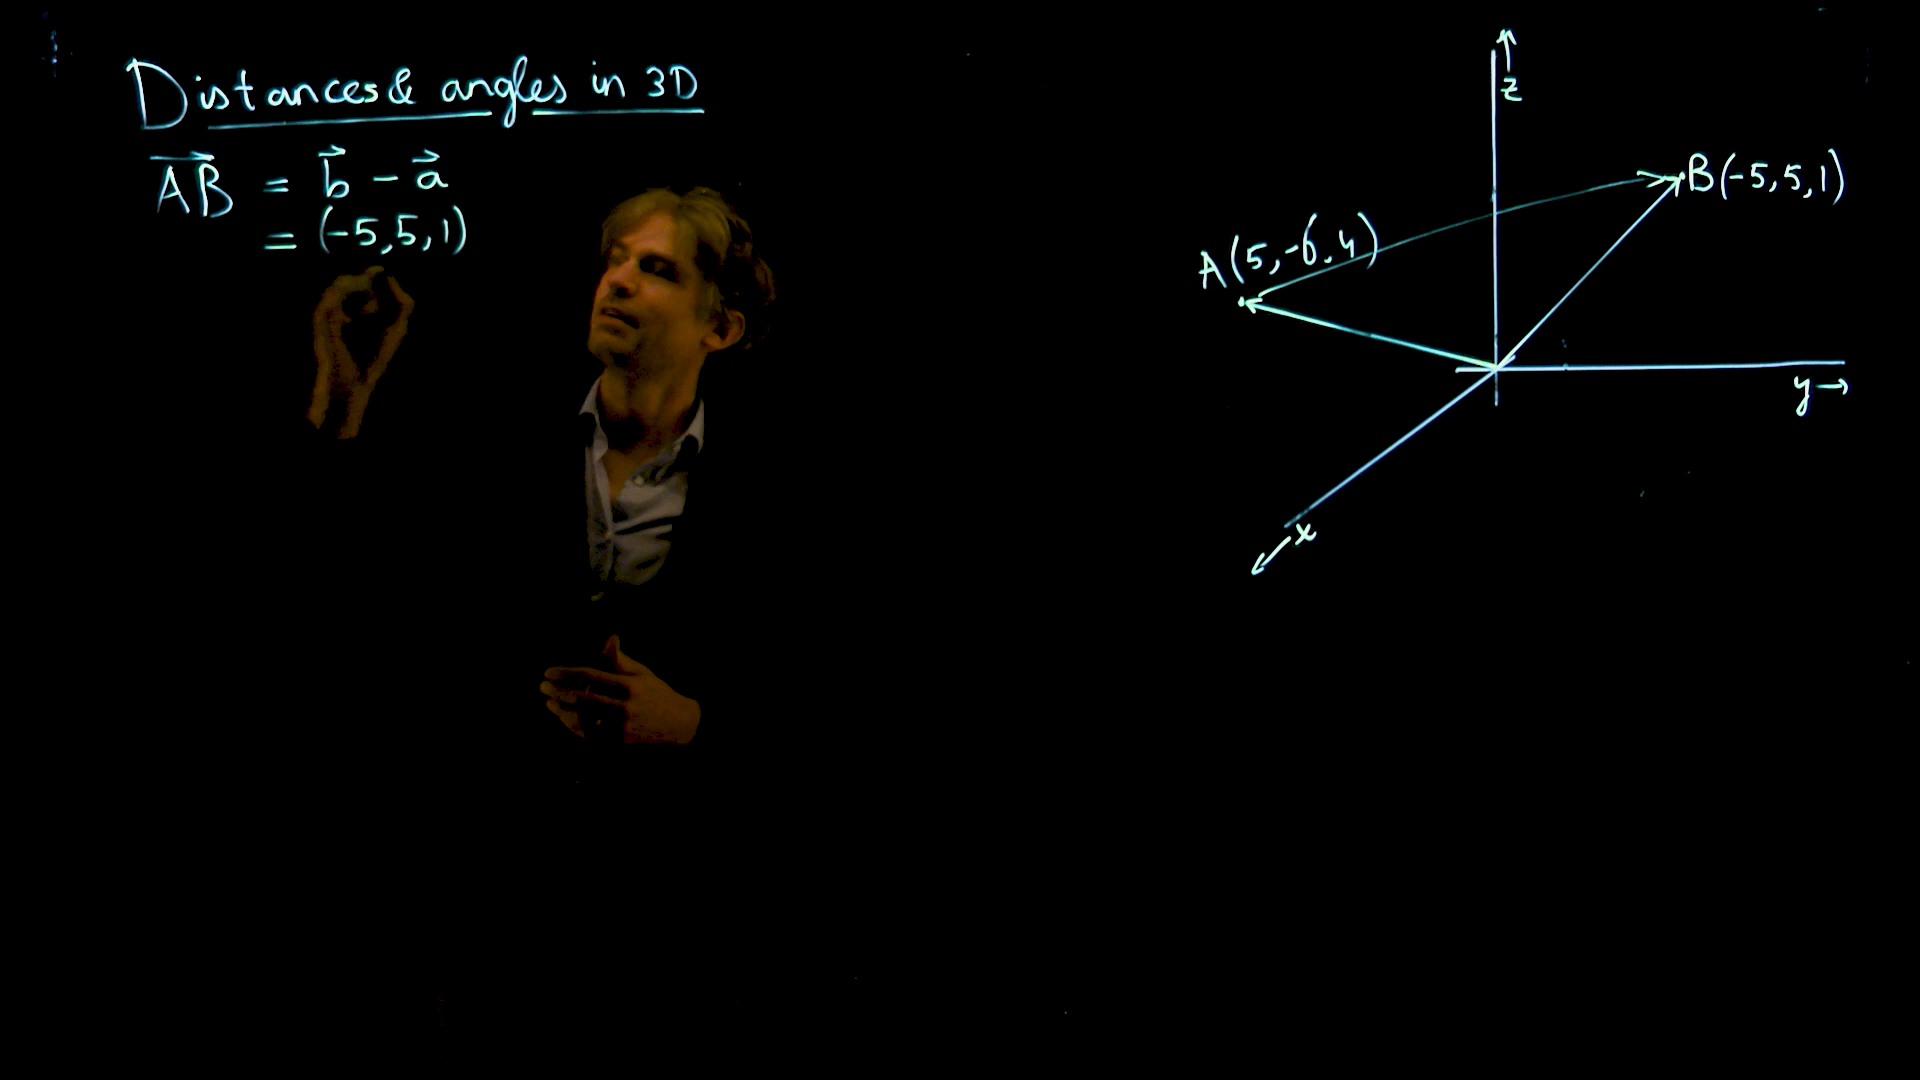 Distances & angles in 3D
AB = b - a
= (-5,5,1)
z
B(-5,5,1)
A(5,-6,4)
y→
x